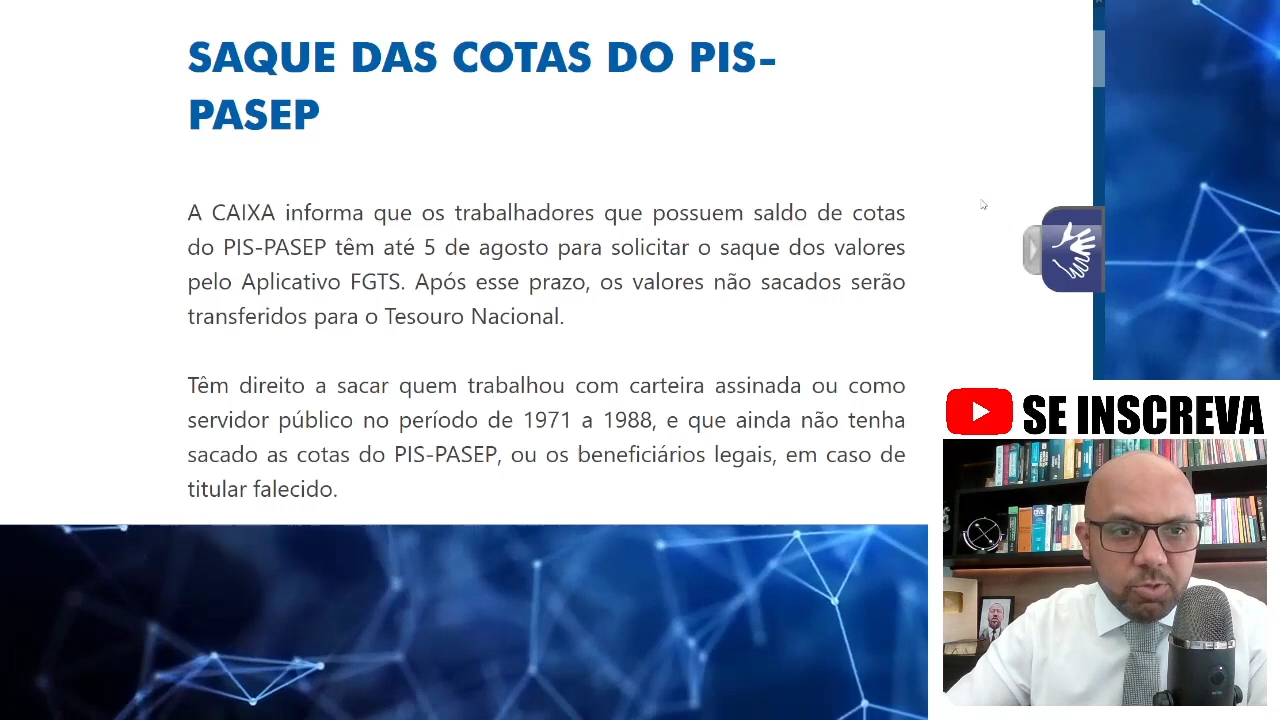 SAQUE DAS COTAS DO PIS-
PASEP
A CAIXA informa que os trabalhadores que possuem saldo de cotas
do PIS-PASEP têm até 5 de agosto para solicitar o saque dos valores
pelo Aplicativo FGTS. Após esse prazo, os valores não sacados serão
transferidos para o Tesouro Nacional.
Têm direito a sacar quem trabalhou com carteira assinada ou como
servidor público no período de 1971 a 1988, e que ainda não tenha
sacado as cotas do PIS-PASEP, ou os beneficiários legais, em caso de
titular falecido.
SE INSCREVA